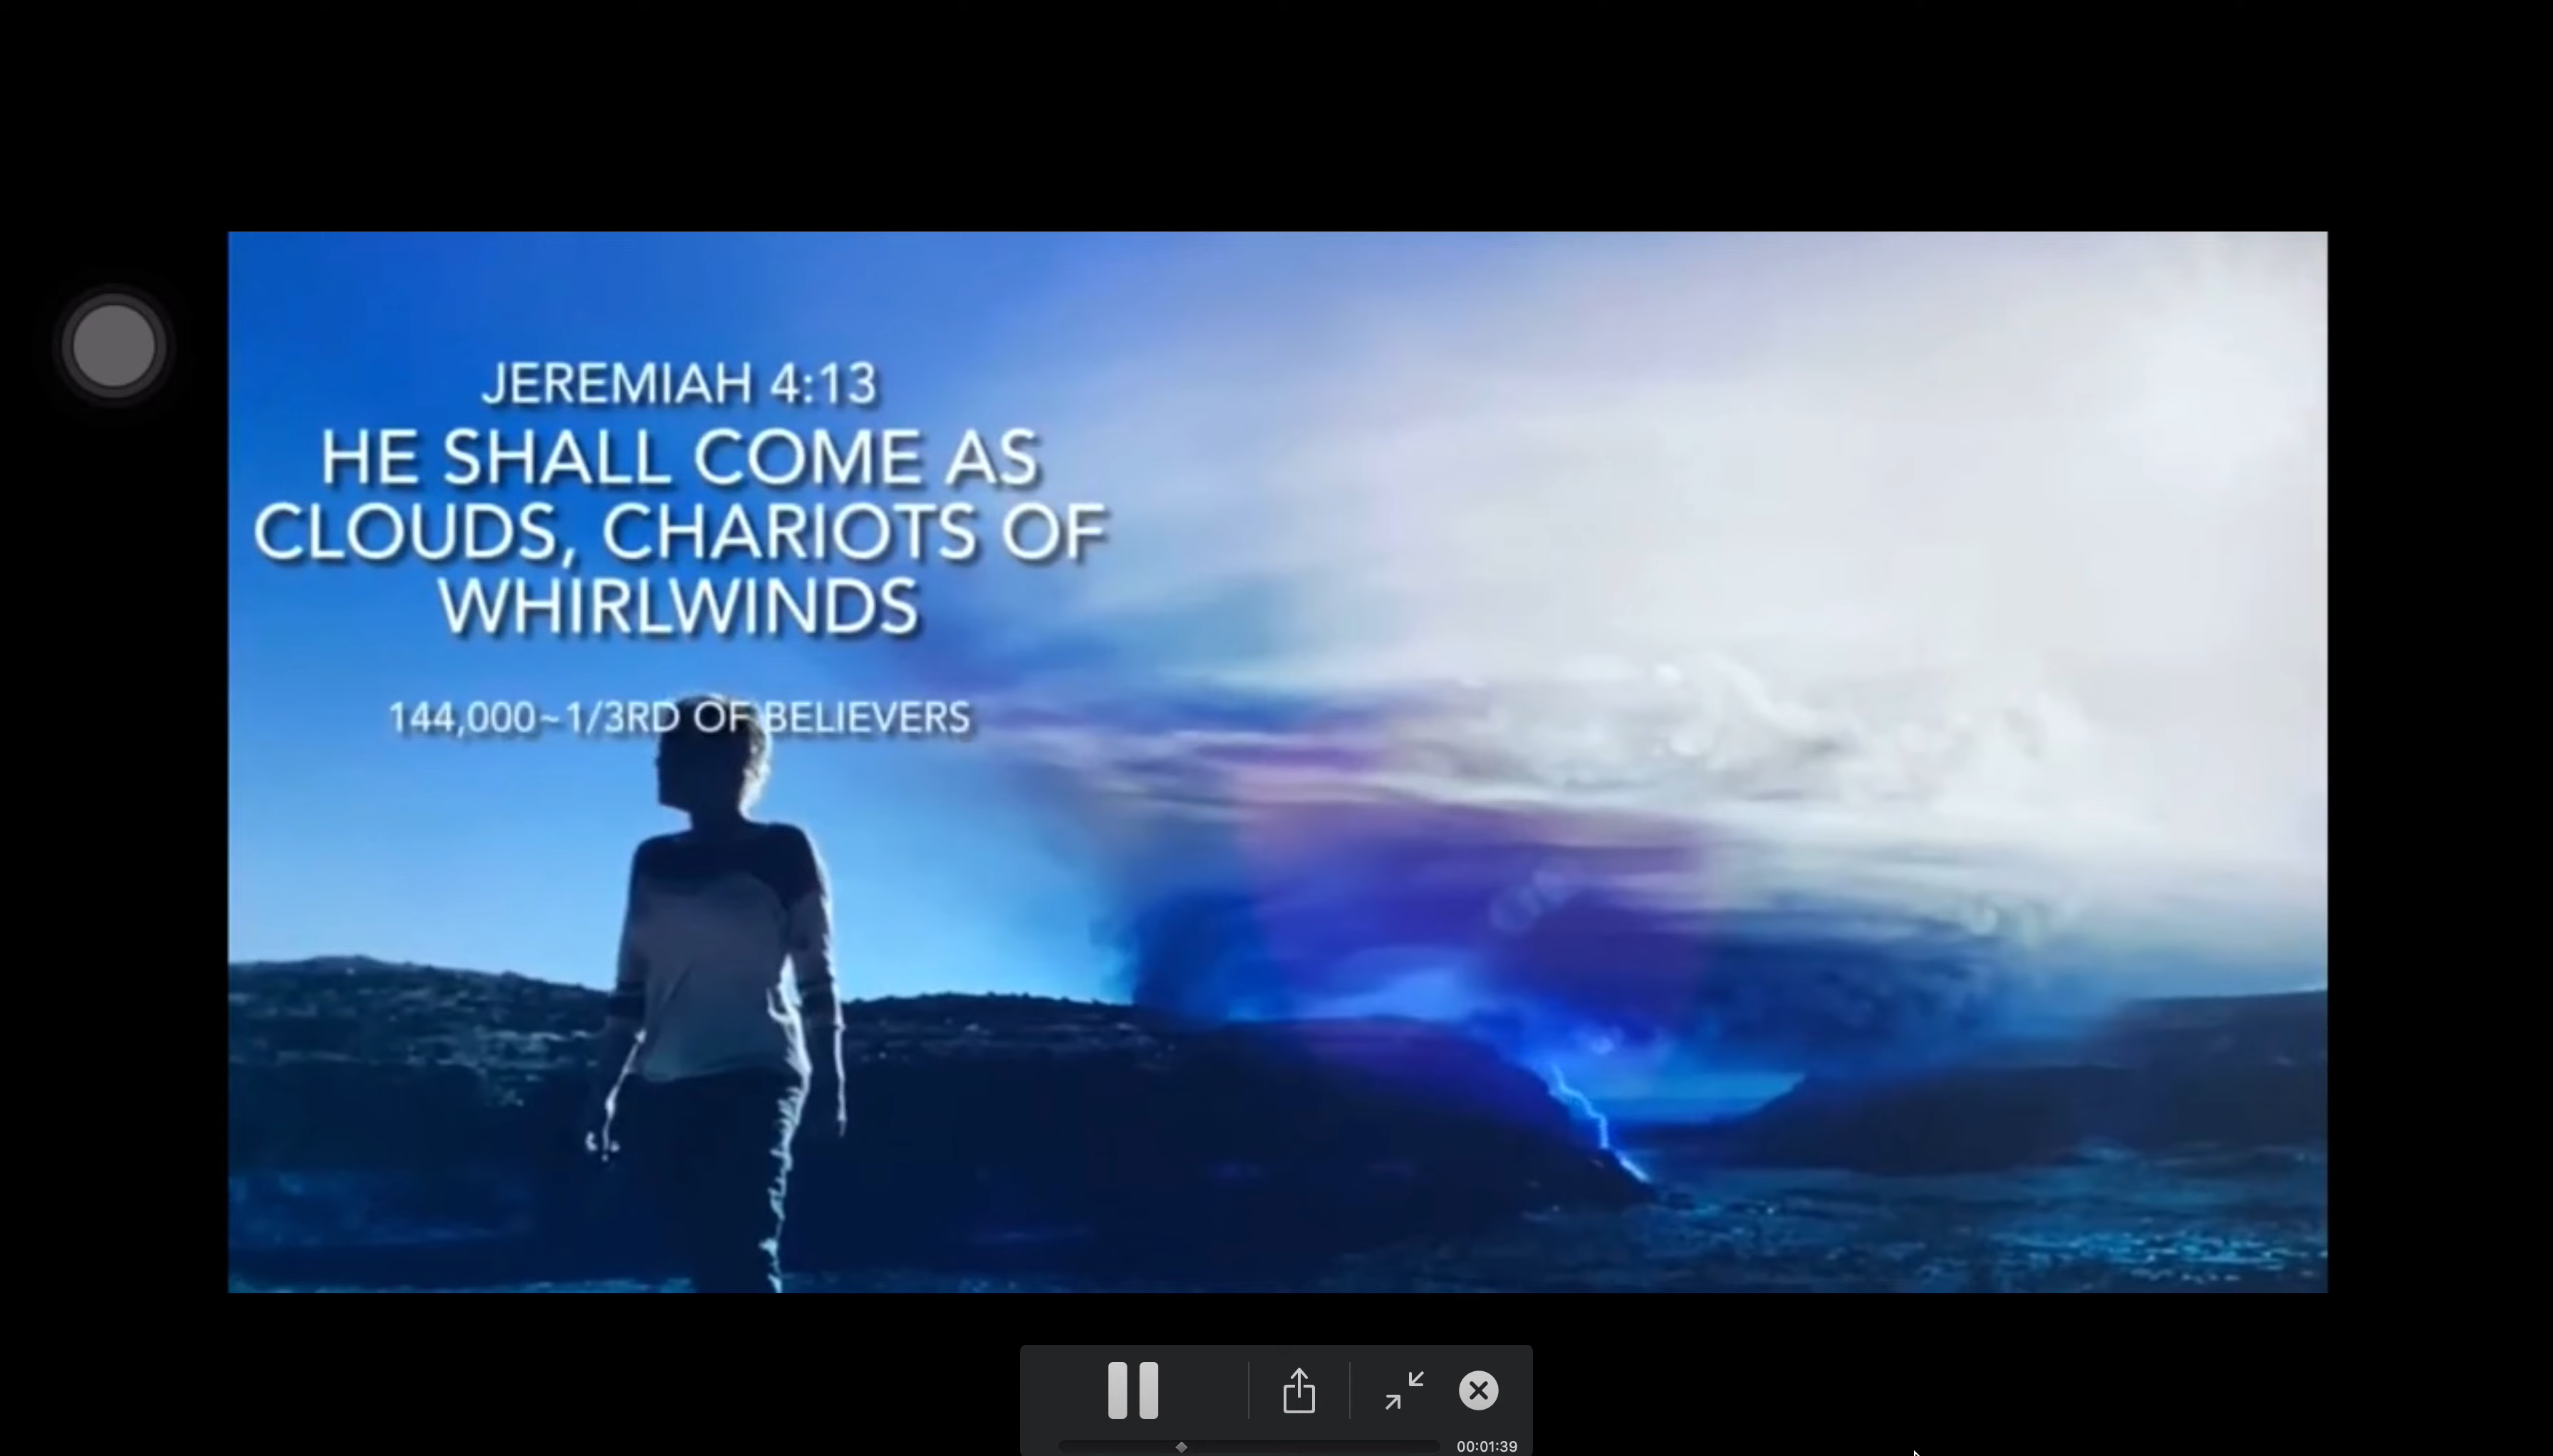 JEREMIAH 4:13
HE SHALL COME AS
CLOUDS, CHARIOTS OF
WHIRLWINDS
144,000~1/3RD OF BELIEVERS
00:01:39